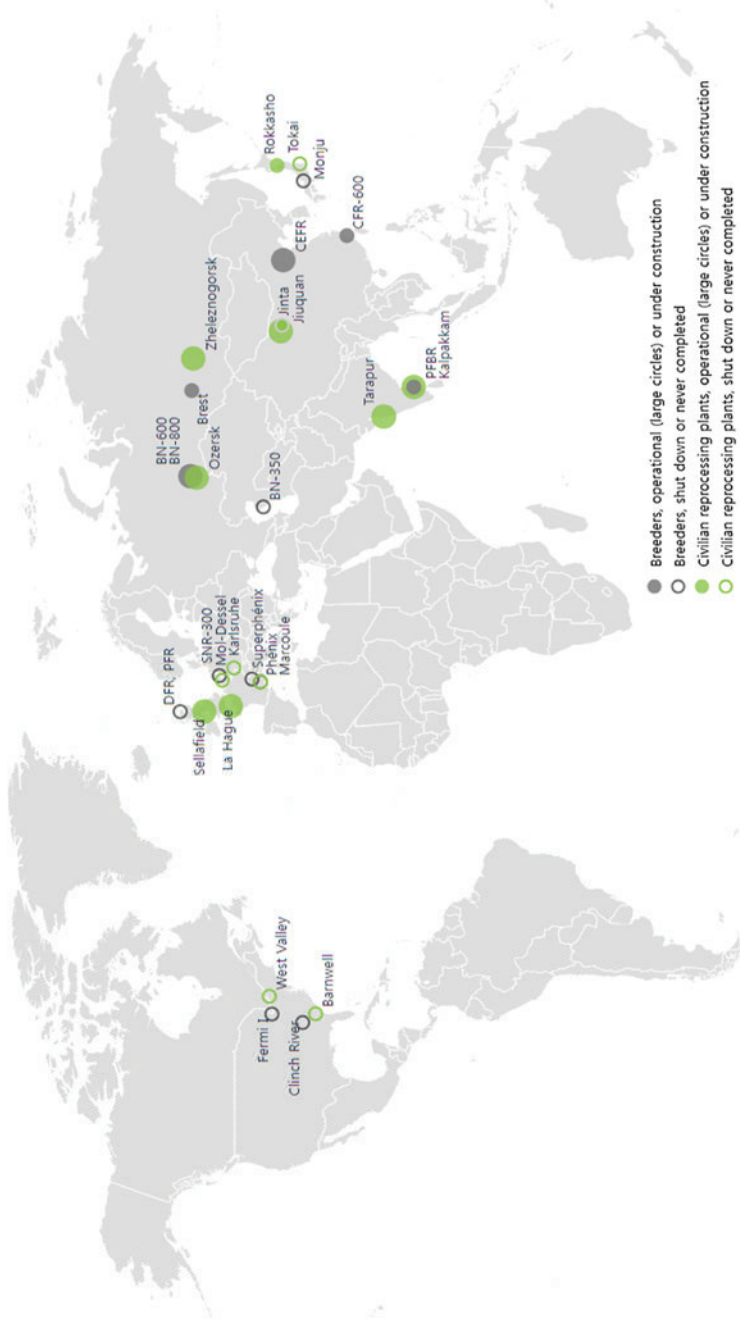 Fermi 1
West Valley
Clinch River
Barnwell
DFR, PFR
Sellafield
La Hague
SNR-300
Mol-Dessel
Karlsruhe
Superphénix
Phénix
Marcoule
BN-350
BN-600
BN-800
Ozersk
Brest
Zheleznogorsk
Tarapur
PFBR
Kalpakkam
Jinta
Jiuquan
CEFR
CFR-600
Rokkasho
Tokai
Monju
Breeders, operational (large circles) or under construction
Breeders, shut down or never completed
Civilian reprocessing plants, operational (large circles) or under construction
Civilian reprocessing plants, shut down or never completed